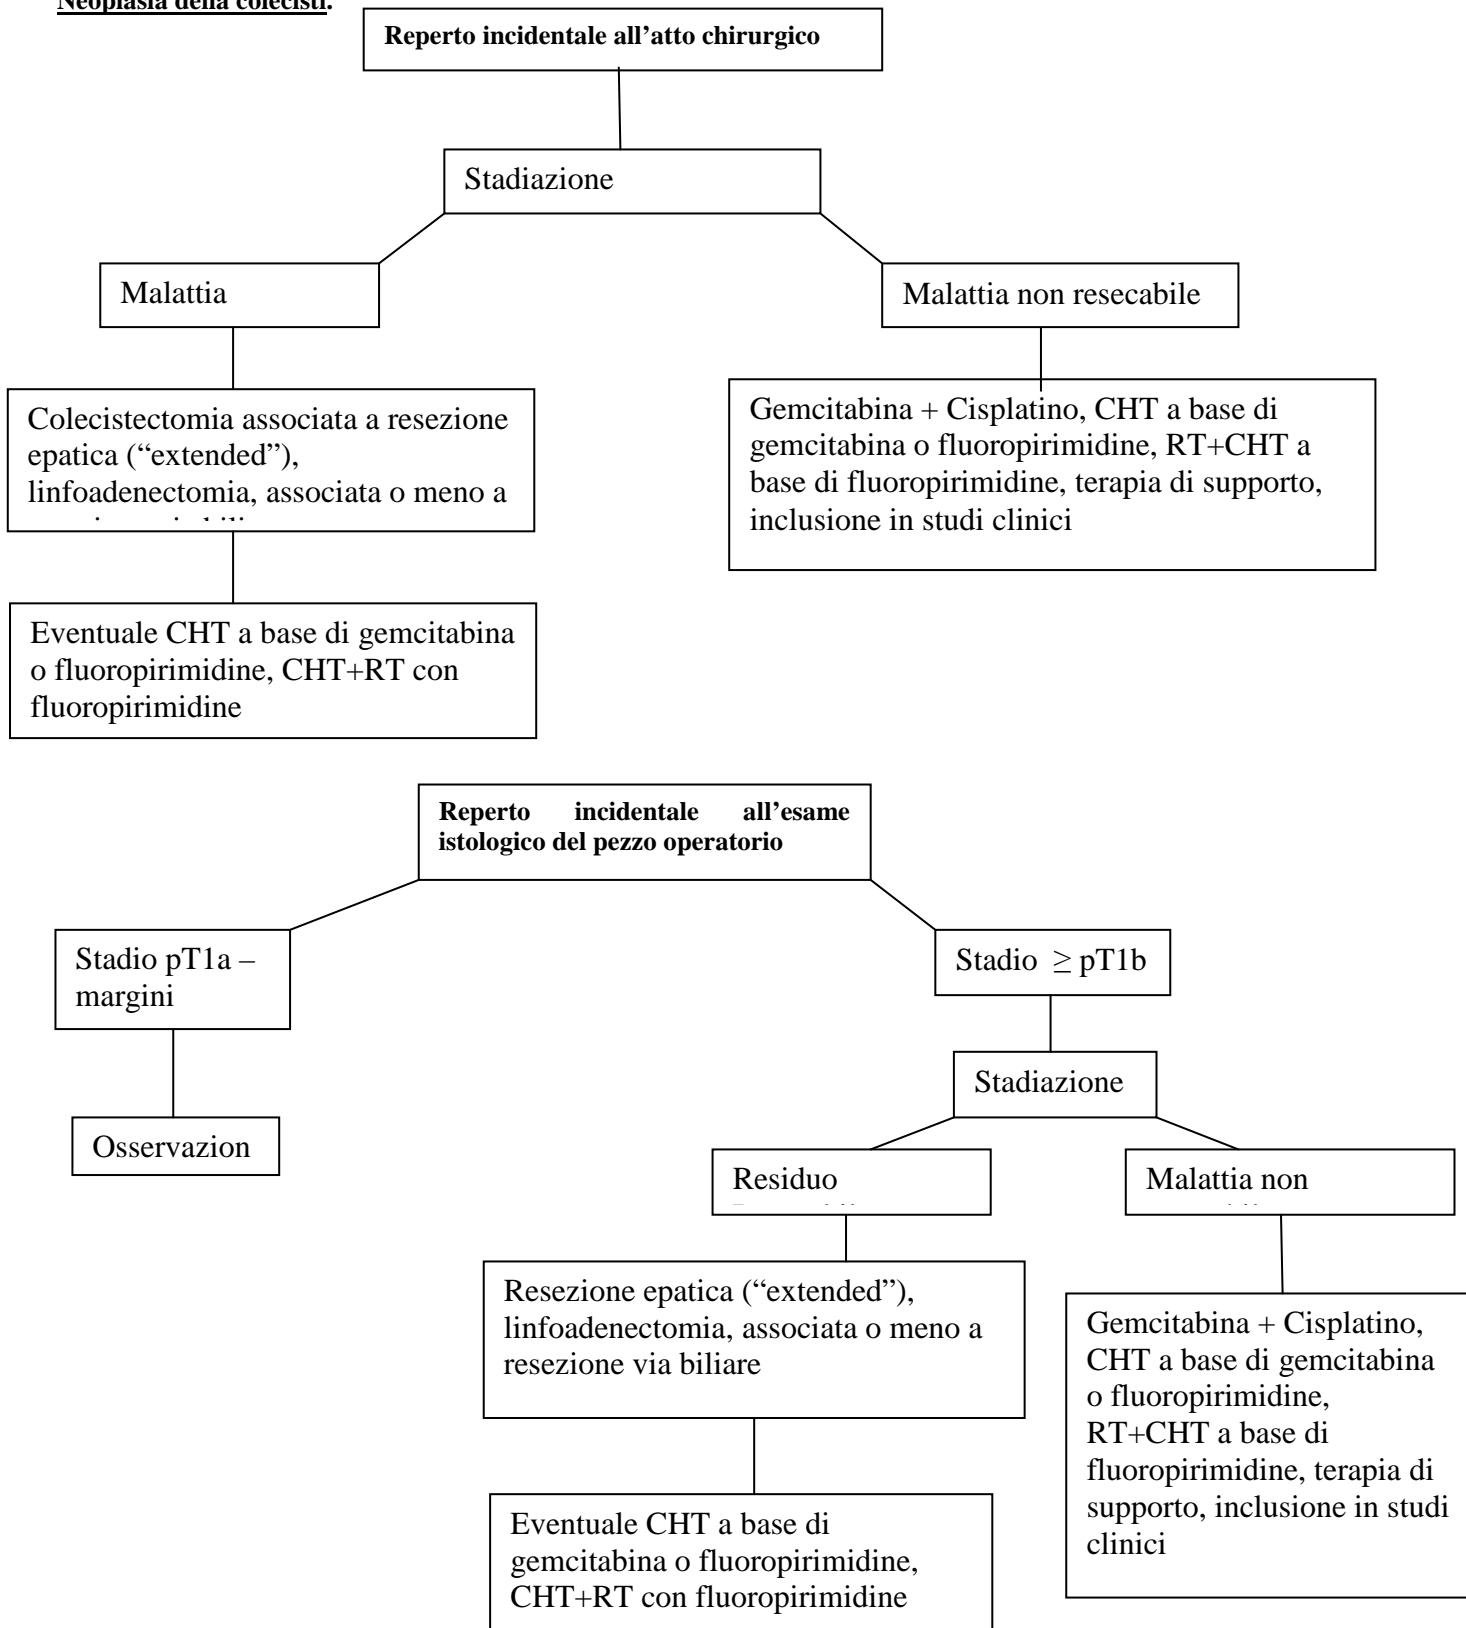 Neoplasia della colecisti.
Reperto incidentale all’atto chirurgico
Stadiazione
Malattia
Malattia non resecabile
Colecistectomia associata a resezione
epatica (“extended”),
linfoadenectomia, associata o meno a
Gemcitabina + Cisplatino, CHT a base di
gemcitabina o fluoropirimidine, RT+CHT a
base di fluoropirimidine, terapia di supporto,
inclusione in studi clinici
Eventuale CHT a base di gemcitabina
o fluoropirimidine, CHT+RT con
fluoropirimidine
Reperto incidentale all’esame
istologico del pezzo operatorio
Stadio pT1a –
margini
Stadio ≥ pT1b
Stadiazione
Osservazion
Residuo
Malattia non
Resezione epatica (“extended”),
linfoadenectomia, associata o meno a
resezione via biliare
Gemcitabina + Cisplatino,
CHT a base di gemcitabina
o fluoropirimidine,
RT+CHT a base di
fluoropirimidine, terapia di
supporto, inclusione in studi
clinici
Eventuale CHT a base di
gemcitabina o fluoropirimidine,
CHT+RT con fluoropirimidine